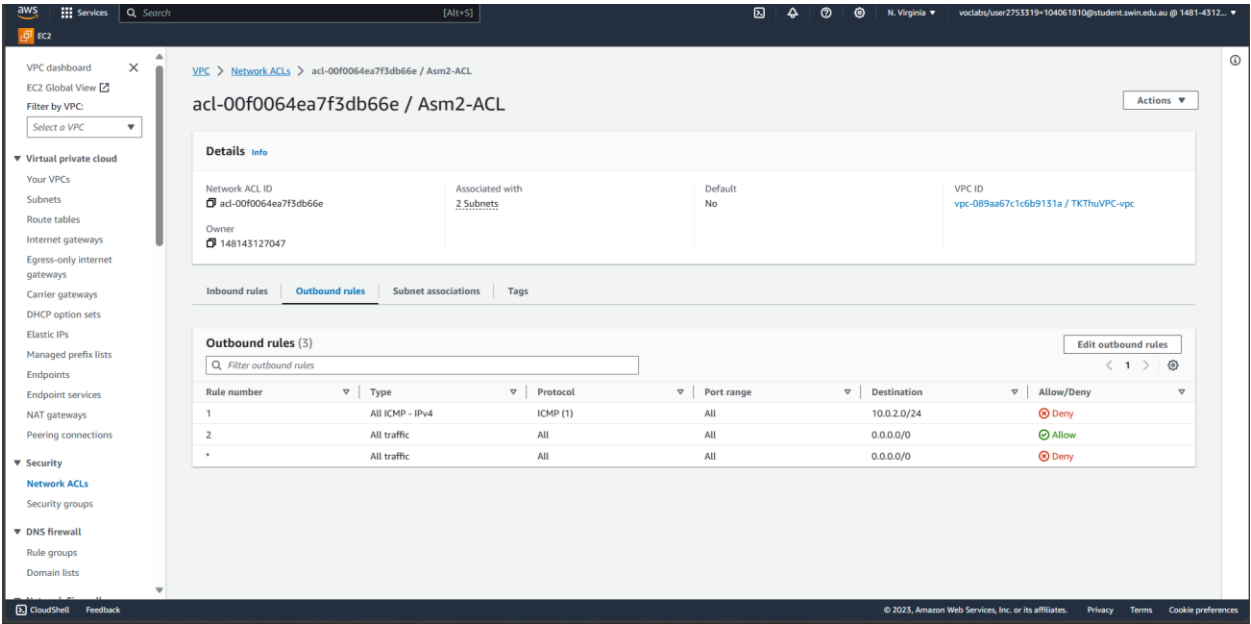 aws Services Search [Alt+S] N. Virginia voclabs/user2753319=104061810@student.swin.edu.au @ 1481-4312...
EC2
VPC dashboard
EC2 Global View
Filter by VPC:
Select a VPC
Virtual private cloud
Your VPCs
Subnets
Route tables
Internet gateways
Egress-only internet
gateways
Carrier gateways
DHCP option sets
Elastic IPs
Managed prefix lists
Endpoints
Endpoint services
NAT gateways
Peering connections
Security
Network ACLs
Security groups
DNS firewall
Rule groups
Domain lists
VPC > Network ACLs > acl-00f0064ea7f3db66e / Asm2-ACL
acl-00f0064ea7f3db66e / Asm2-ACL Actions
Details Info
Network ACL ID Associated with Default VPC ID
acl-00f0064ea7f3db66e 2 Subnets No vpc-089aa67c1c6b9131a / TKThuVPC-vpc
Owner
148143127047
Inbound rules Outbound rules Subnet associations Tags
Outbound rules (3) Edit outbound rules
Filter outbound rules 1
Rule number Type Protocol Port range Destination Allow/Deny
1 All ICMP - IPv4 ICMP (1) All 10.0.2.0/24 Deny
2 All traffic All All 0.0.0.0/0 Allow
* All traffic All All 0.0.0.0/0 Deny
CloudShell Feedback © 2023, Amazon Web Services, Inc. or its affiliates. Privacy Terms Cookie preferences